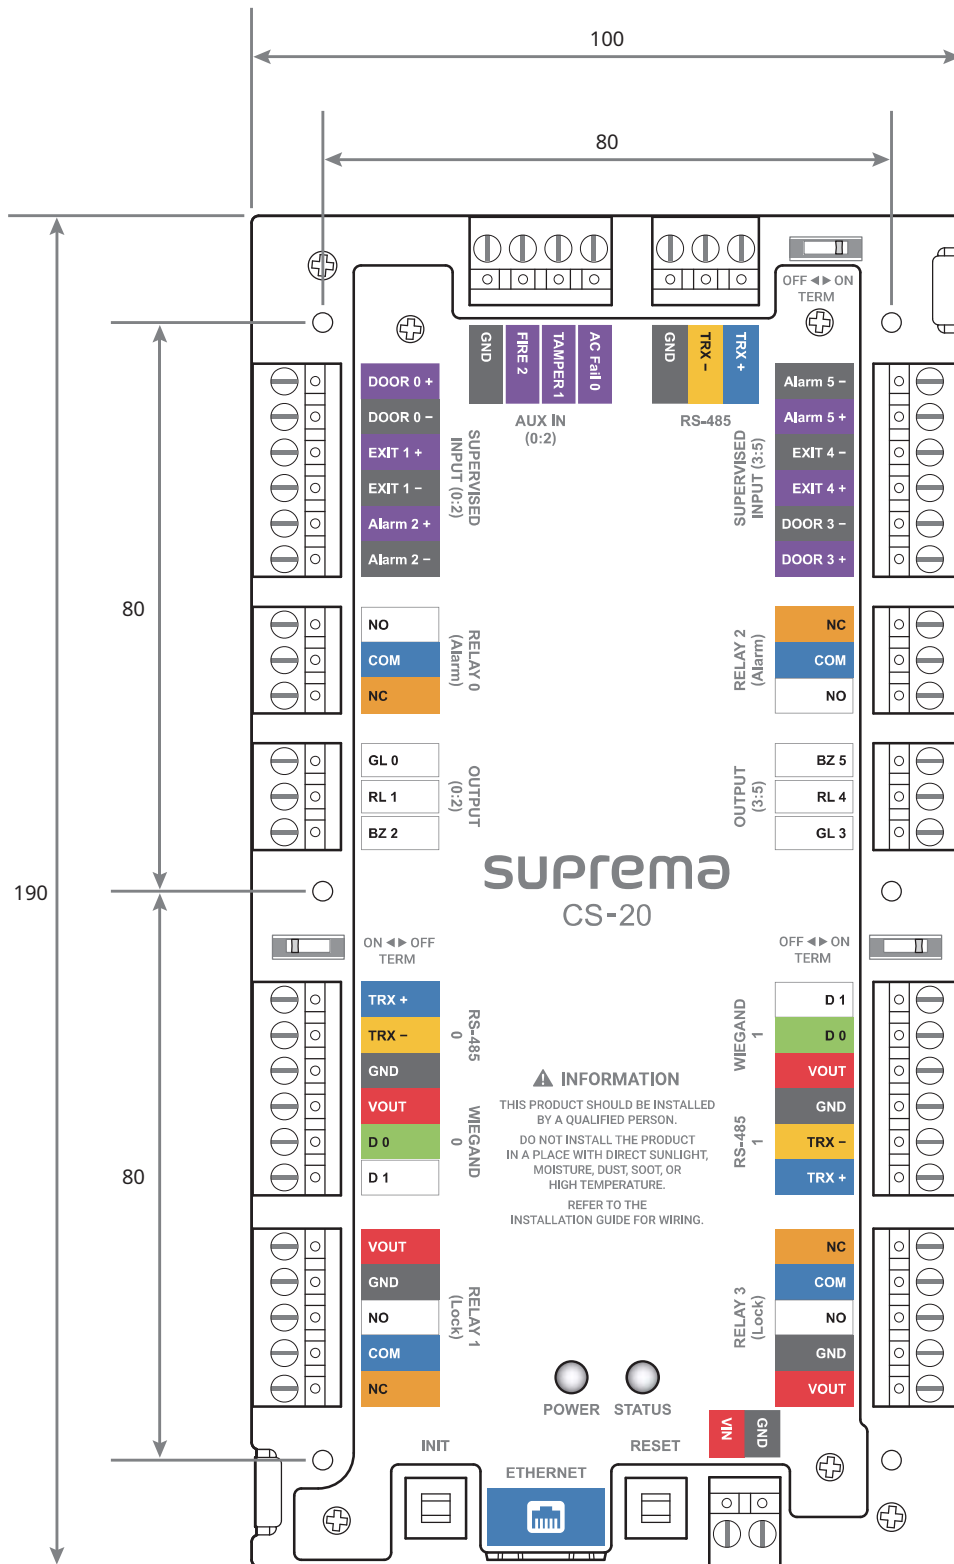 100
80
OFF ◄► ON
TERM
GND
FIRE 2
TAMPER 1
AC Fail 0
AUX IN
(0:2)
GND
TRX −
TRX +
RS-485
DOOR 0 +
DOOR 0 −
EXIT 1 +
EXIT 1 −
Alarm 2 +
Alarm 2 −
SUPERVISED
INPUT (0:2)
Alarm 5 −
Alarm 5 +
EXIT 4 −
EXIT 4 +
DOOR 3 −
DOOR 3 +
SUPERVISED
INPUT (3:5)
80
NO
COM
NC
RELAY 0
(Alarm)
NC
COM
NO
RELAY 2
(Alarm)
GL 0
RL 1
BZ 2
OUTPUT
(0:2)
BZ 5
RL 4
GL 3
OUTPUT
(3:5)
suprema
CS-20
190
ON ◄► OFF
TERM
OFF ◄► ON
TERM
TRX +
TRX −
GND
VOUT
D 0
D 1
RS-485
0
WIEGAND
0
D 1
D 0
VOUT
GND
TRX −
TRX +
WIEGAND
1
RS-485
1
INFORMATION
THIS PRODUCT SHOULD BE INSTALLED
BY A QUALIFIED PERSON.
DO NOT INSTALL THE PRODUCT
IN A PLACE WITH DIRECT SUNLIGHT,
MOISTURE, DUST, SOOT, OR
HIGH TEMPERATURE.
REFER TO THE
INSTALLATION GUIDE FOR WIRING.
80
VOUT
GND
NO
COM
NC
RELAY 1
(Lock)
NC
COM
NO
GND
VOUT
RELAY 3
(Lock)
POWER
STATUS
VIN
GND
INIT
RESET
ETHERNET